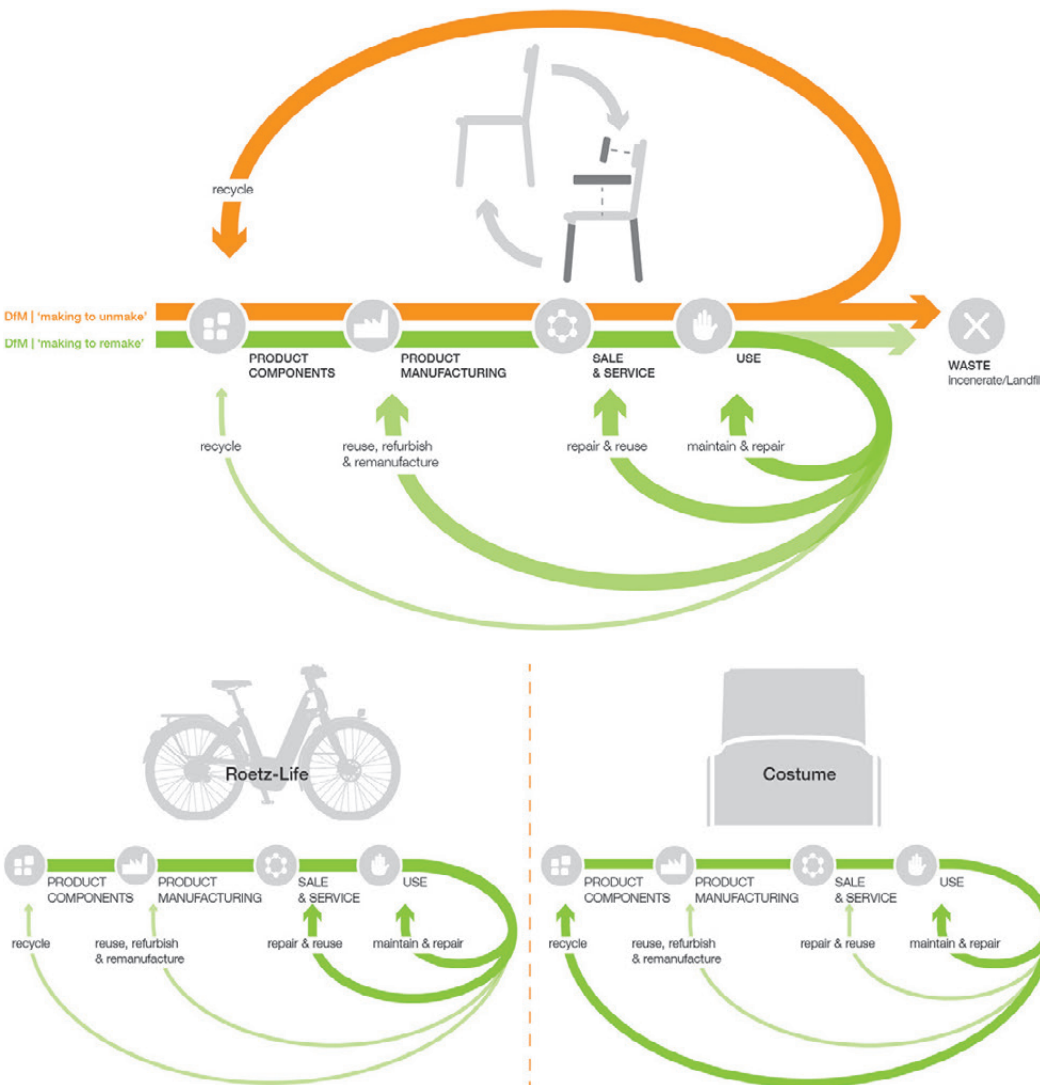 recycle
DfM | 'making to unmake'
DfM | 'making to remake'
PRODUCT
COMPONENTS
PRODUCT
MANUFACTURING
SALE
& SERVICE
USE
WASTE
Incenerate/Landfil
recycle
reuse, refurbish
& remanufacture
repair & reuse
maintain & repair
Roetz-Life
PRODUCT
COMPONENTS
PRODUCT
MANUFACTURING
SALE
& SERVICE
USE
recycle
reuse, refurbish
& remanufacture
repair & reuse
maintain & repair
Costume
PRODUCT
COMPONENTS
PRODUCT
MANUFACTURING
SALE
& SERVICE
USE
recycle
reuse, refurbish
& remanufacture
repair & reuse
maintain & repair